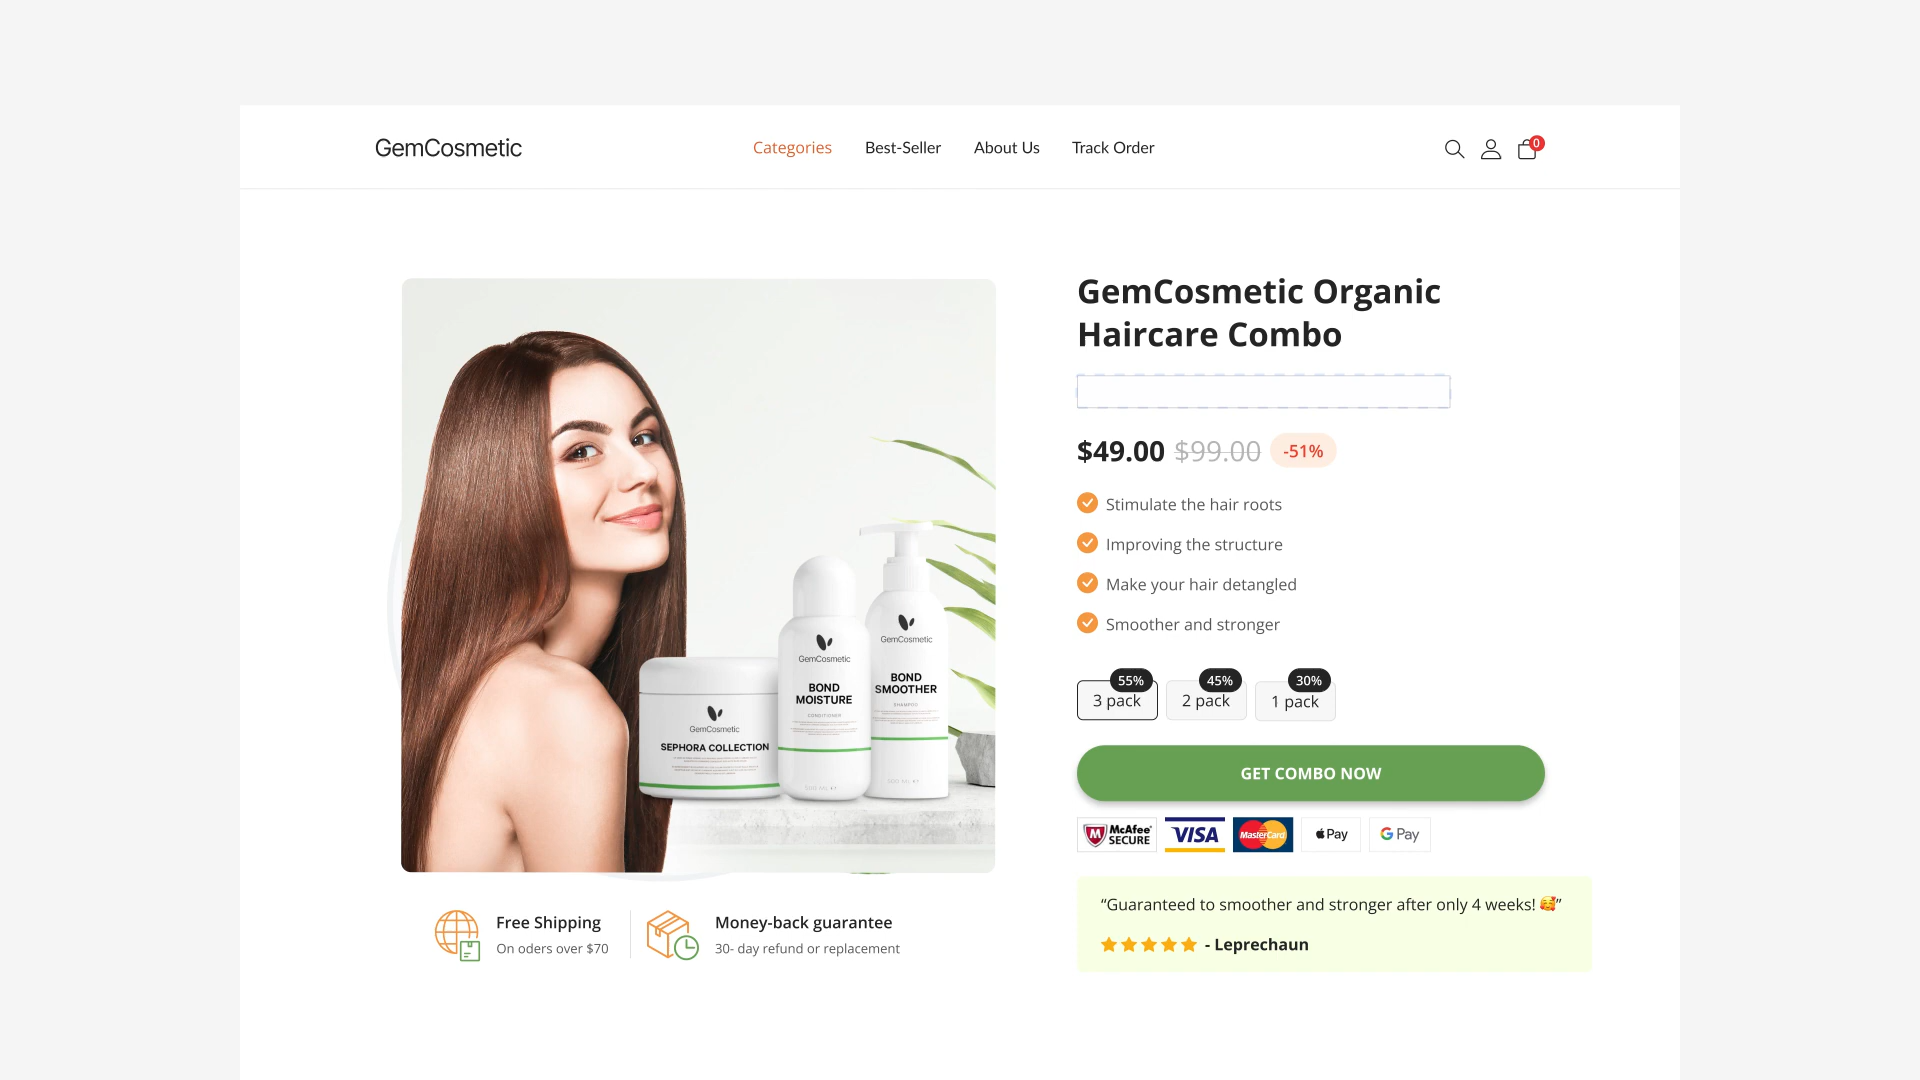 GemCosmetic
Categories Best-Seller About Us Track Order
0
GemCosmetic Organic
Haircare Combo
$49.00 $99.00 -51%
Stimulate the hair roots
Improving the structure
Make your hair detangled
Smoother and stronger
55% 45% 30%
3 pack 2 pack 1 pack
GET COMBO NOW
McAfee SECURE VISA MasterCard Pay G Pay
“Guaranteed to smoother and stronger after only 4 weeks! 🥰”
- Leprechaun
GemCosmetic
SEPHORA COLLECTION
GemCosmetic
BOND
MOISTURE
CONDITIONER
GemCosmetic
BOND
SMOOTHER
SHAMPOO
Free Shipping
On oders over $70
Money-back guarantee
30- day refund or replacement